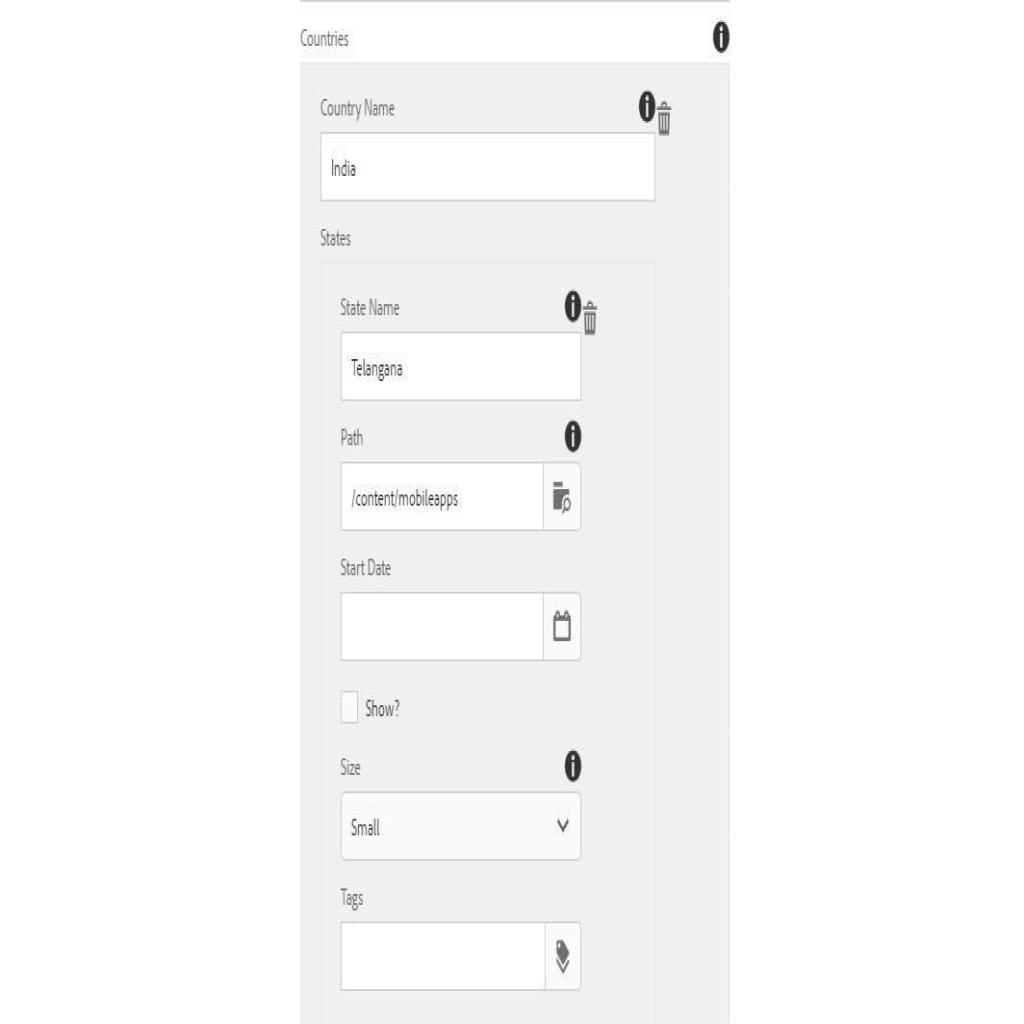 Countries
Country Name
India
States
State Name
Telangana
Path
/content/mobileapps
Start Date
Show?
Size
Small
Tags